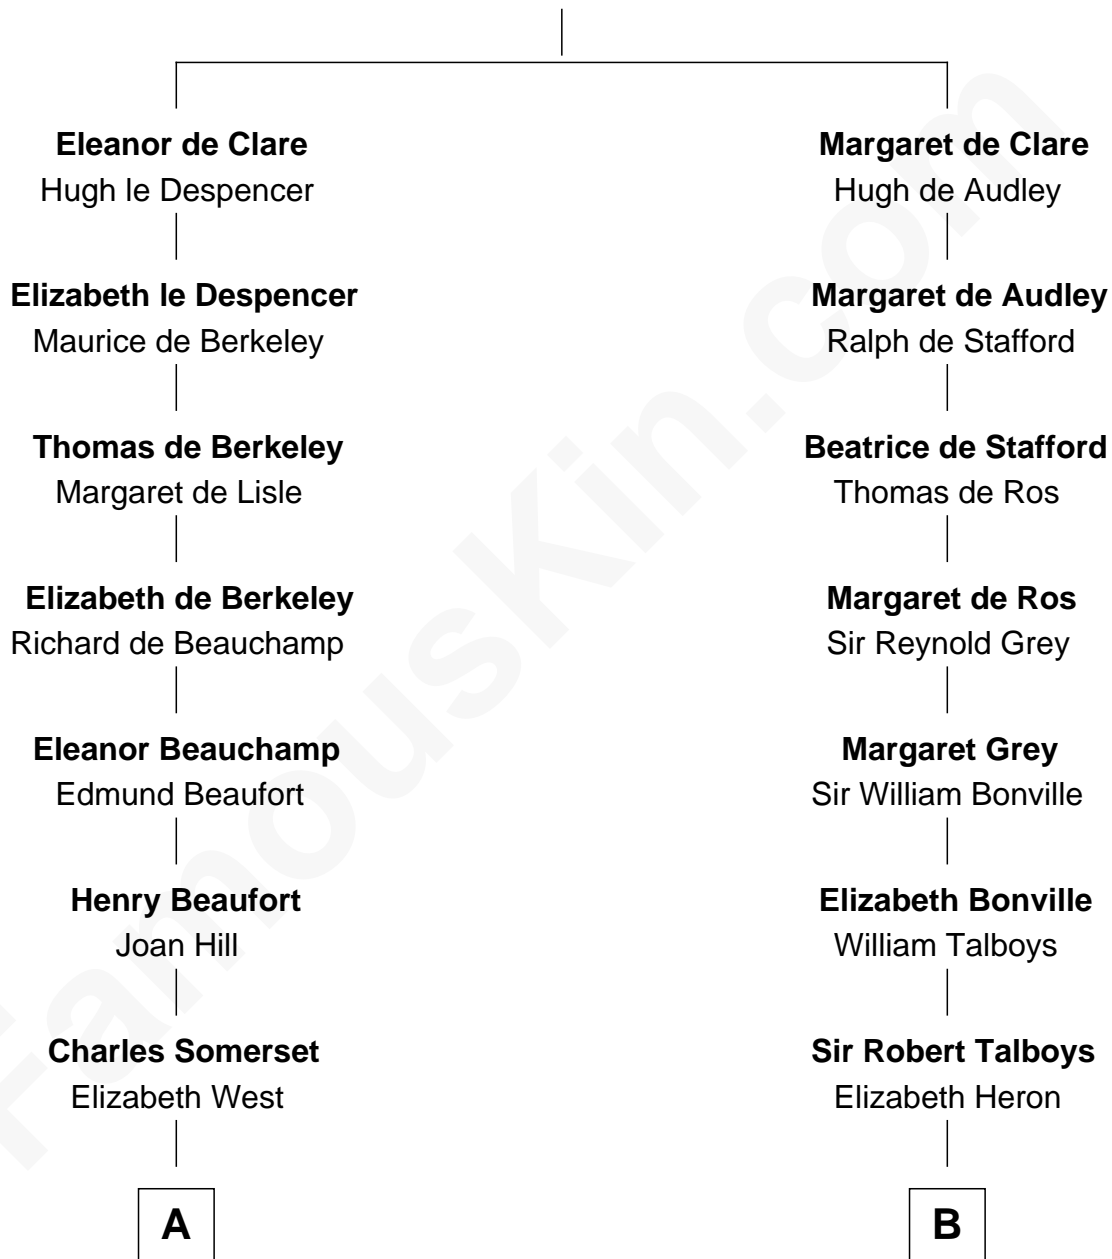 Eleanor de Clare
Hugh le Despencer
Elizabeth le Despencer
Maurice de Berkeley
Thomas de Berkeley
Margaret de Lisle
Elizabeth de Berkeley
Richard de Beauchamp
Eleanor Beauchamp
Edmund Beaufort
Henry Beaufort
Joan Hill
Charles Somerset
Elizabeth West
A
Margaret de Clare
Hugh de Audley
Margaret de Audley
Ralph de Stafford
Beatrice de Stafford
Thomas de Ros
Margaret de Ros
Sir Reynold Grey
Margaret Grey
Sir William Bonville
Elizabeth Bonville
William Talboys
Sir Robert Talboys
Elizabeth Heron
B
FamousKin.com